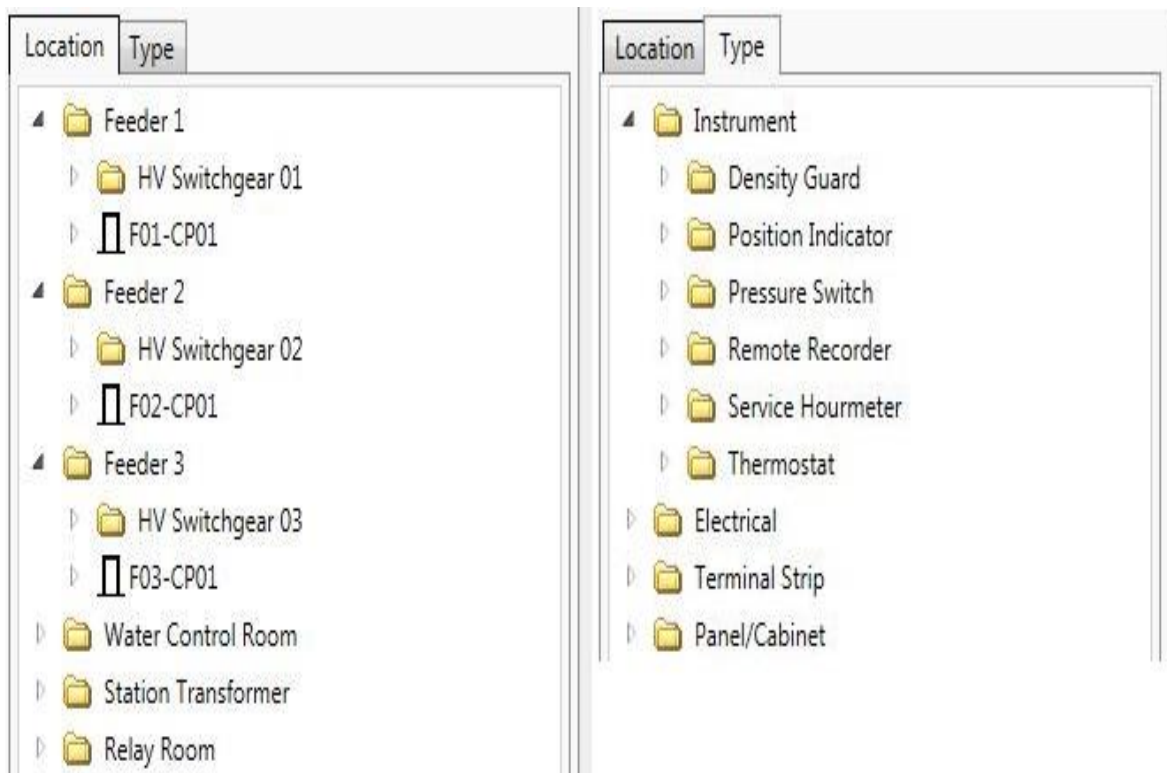 Location Type
Feeder 1
HV Switchgear 01
F01-CP01
Feeder 2
HV Switchgear 02
F02-CP01
Feeder 3
HV Switchgear 03
F03-CP01
Water Control Room
Station Transformer
Relay Room
Location Type
Instrument
Density Guard
Position Indicator
Pressure Switch
Remote Recorder
Service Hourmeter
Thermostat
Electrical
Terminal Strip
Panel/Cabinet